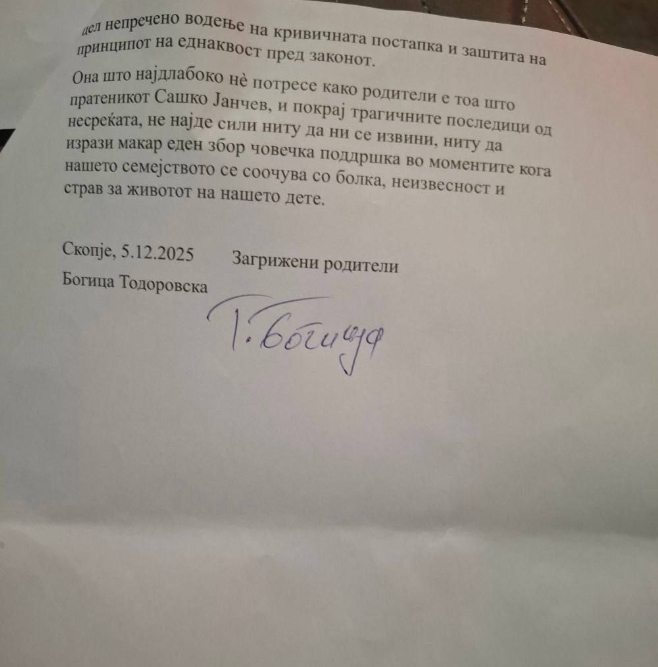 цел непречено водење на кривичната постапка и заштита на
принципот на еднаквост пред законот.
Она што најдлабоко нѐ потресе како родители е тоа што
пратеникот Сашко Јанчев, и покрај трагичните последици од
несреќата, не најде сили ниту да ни се извини, ниту да
изрази макар еден збор човечка поддршка во моментите кога
нашето семејството се соочува со болка, неизвесност и
страв за животот на нашето дете.
Скопје, 5.12.2025 Загрижени родители
Богица Тодоровска
Т. Богица